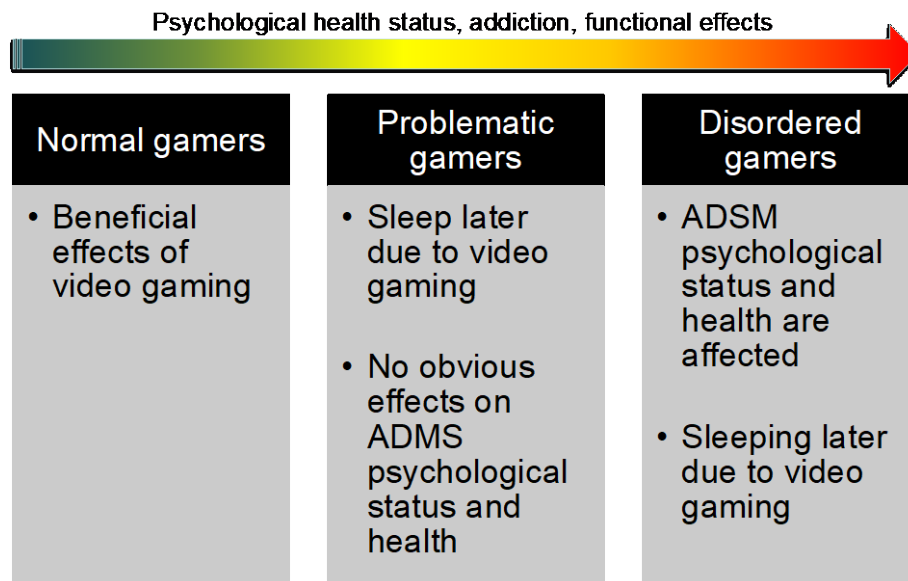 Psychological health status, addiction, functional effects
Normal gamers
• Beneficial
effects of
video gaming
Problematic
gamers
• Sleep later
due to video
gaming
• No obvious
effects on
ADMS
psychological
status and
health
Disordered
gamers
• ADSM
psychological
status and
health are
affected
• Sleeping later
due to video
gaming